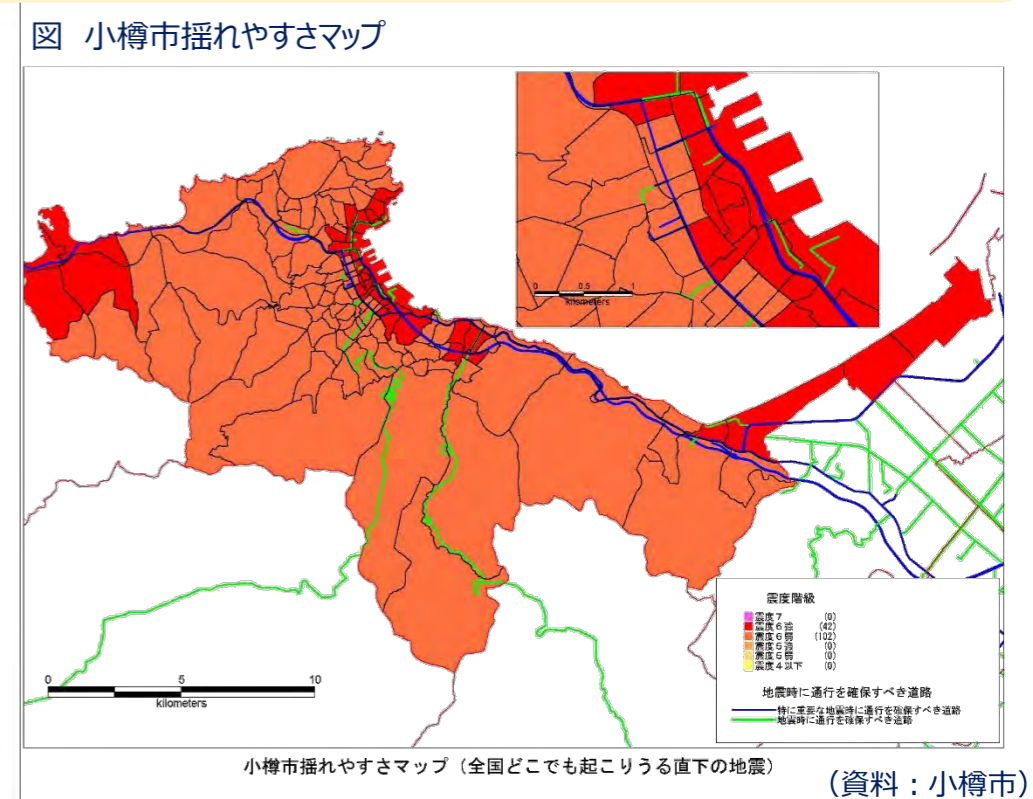 図 小樽市揺れやすさマップ
0 0.5 1
kilometers
0 5 10
kilometers
震度階級
震度7 (0)
震度6強 (42)
震度6弱 (102)
震度5強 (0)
震度5弱 (0)
震度4以下 (0)
地震時に通行を確保すべき道路
特に重要な地震時に通行を確保すべき道路
地震時に通行を確保すべき道路
小樽市揺れやすさマップ（全国どこでも起こりうる直下の地震）
（資料：小樽市）